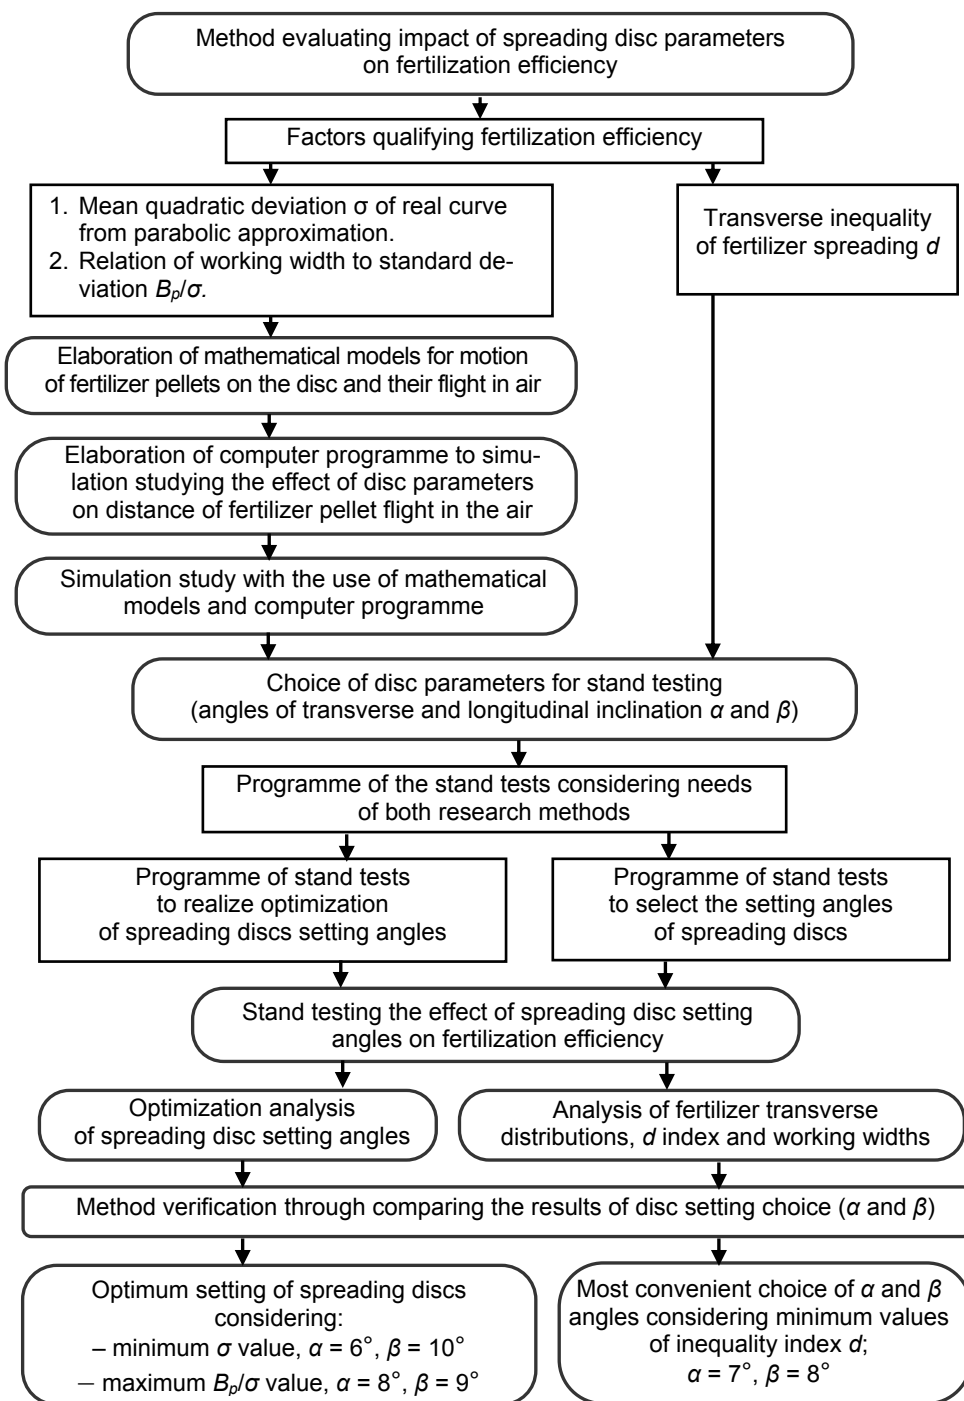 Method evaluating impact of spreading disc parameters
on fertilization efficiency
Factors qualifying fertilization efficiency
1. Mean quadratic deviation σ of real curve
from parabolic approximation.
2. Relation of working width to standard de-
viation Bp/σ.
Transverse inequality
of fertilizer spreading d
Elaboration of mathematical models for motion
of fertilizer pellets on the disc and their flight in air
Elaboration of computer programme to simu-
lation studying the effect of disc parameters
on distance of fertilizer pellet flight in the air
Simulation study with the use of mathematical
models and computer programme
Choice of disc parameters for stand testing
(angles of transverse and longitudinal inclination α and β)
Programme of the stand tests considering needs
of both research methods
Programme of stand tests
to realize optimization
of spreading discs setting angles
Programme of stand tests
to select the setting angles
of spreading discs
Stand testing the effect of spreading disc setting
angles on fertilization efficiency
Optimization analysis
of spreading disc setting angles
Analysis of fertilizer transverse
distributions, d index and working widths
Method verification through comparing the results of disc setting choice (α and β)
Optimum setting of spreading discs
considering:
– minimum σ value, α = 6°, β = 10°
– maximum Bp/σ value, α = 8°, β = 9°
Most convenient choice of α and β
angles considering minimum values
of inequality index d;
α = 7°, β = 8°